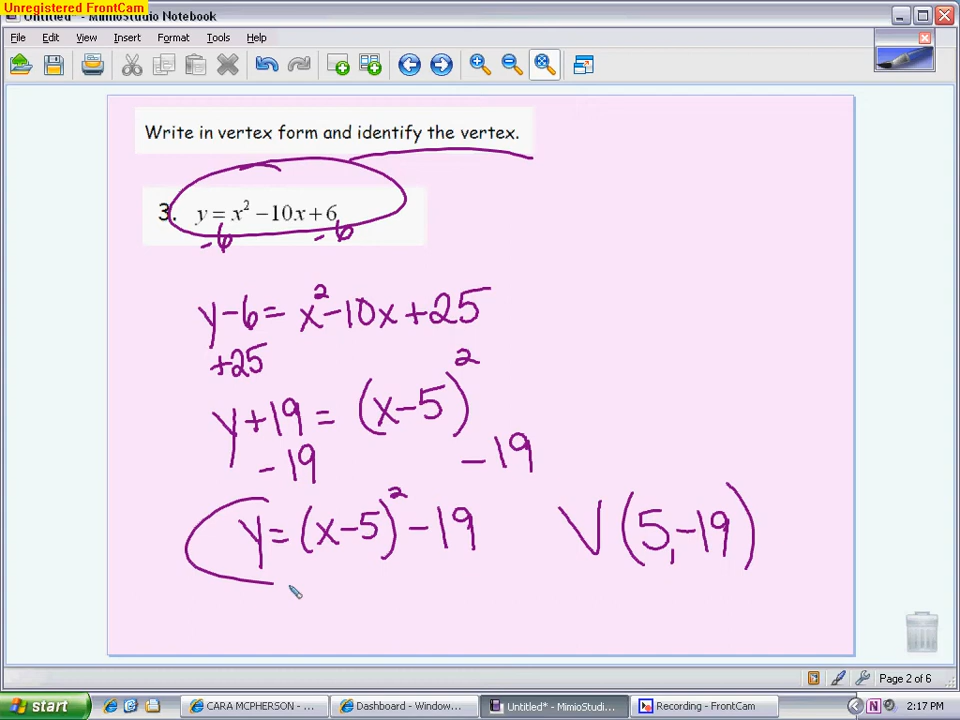 Unregistered FrontCam
Untitled* - MimioStudio Notebook
File Edit View Insert Format Tools Help
Write in vertex form and identify the vertex.
3. y = x² −10x + 6
-6 -6
y-6 = x²-10x+25
+25
y+19 = (x-5)²
-19 -19
y=(x-5)²-19 V(5,-19)
Page 2 of 6
start CARA MCPHERSON - ... Dashboard - Window... Untitled* - MimioStudi... Recording - FrontCam 2:17 PM